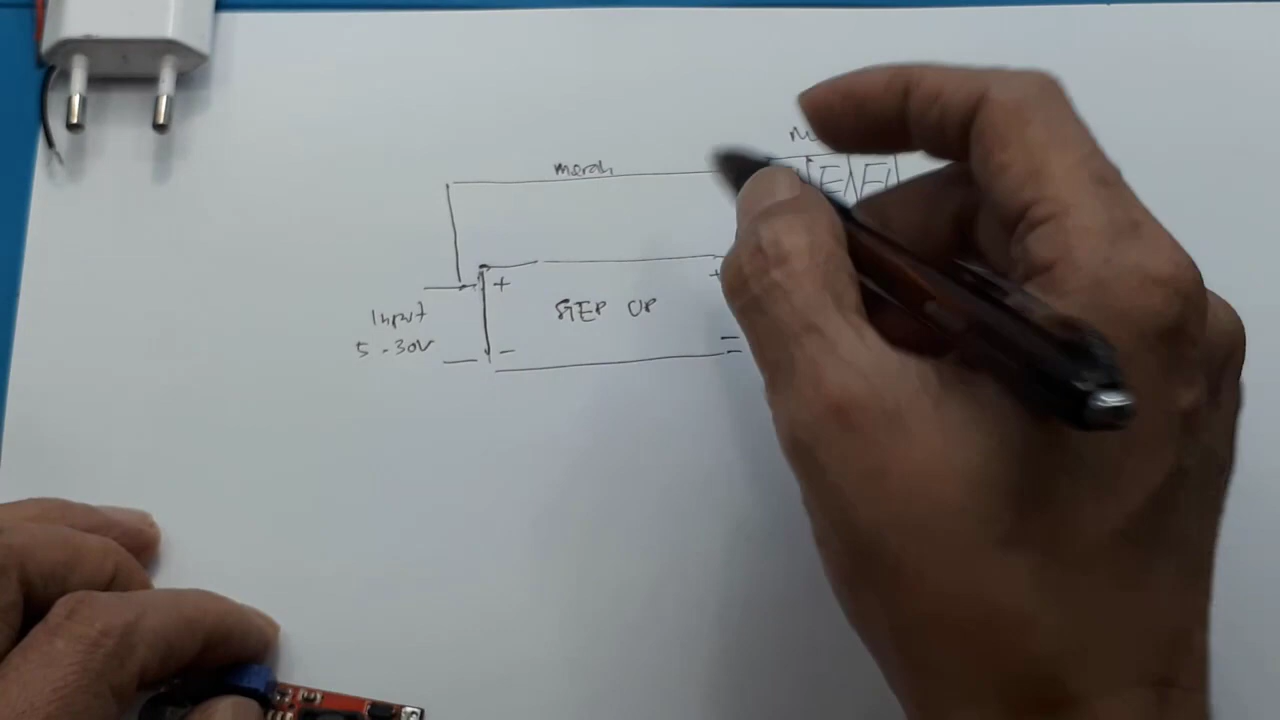 merah
+
+
STEP UP
Input
5 - 30V
-
-